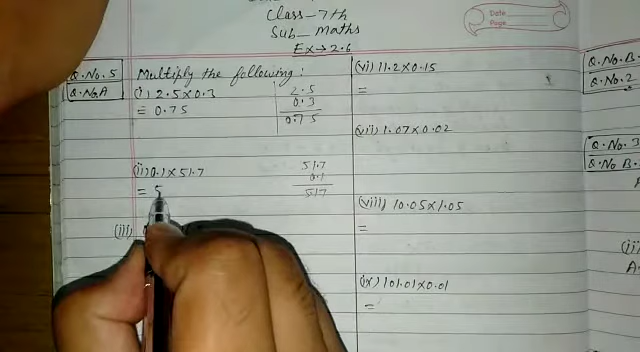 Class-7th
Sub-Maths
Ex→2.6
Date
Page
Q.No.5
Q.No.A
Multiply the following:
(i) 2.5×0.3
= 0.75
2.5
0.3
0.75
(ii) 0.1×51.7
= 5
51.7
0.1
517
(iii)
(vi) 11.2×0.15
=
(vii) 1.07×0.02
(viii) 10.05×1.05
=
(ix) 101.01×0.01
=
Q.No.B.
Q.No.2
Q.No.3
Q.No.B